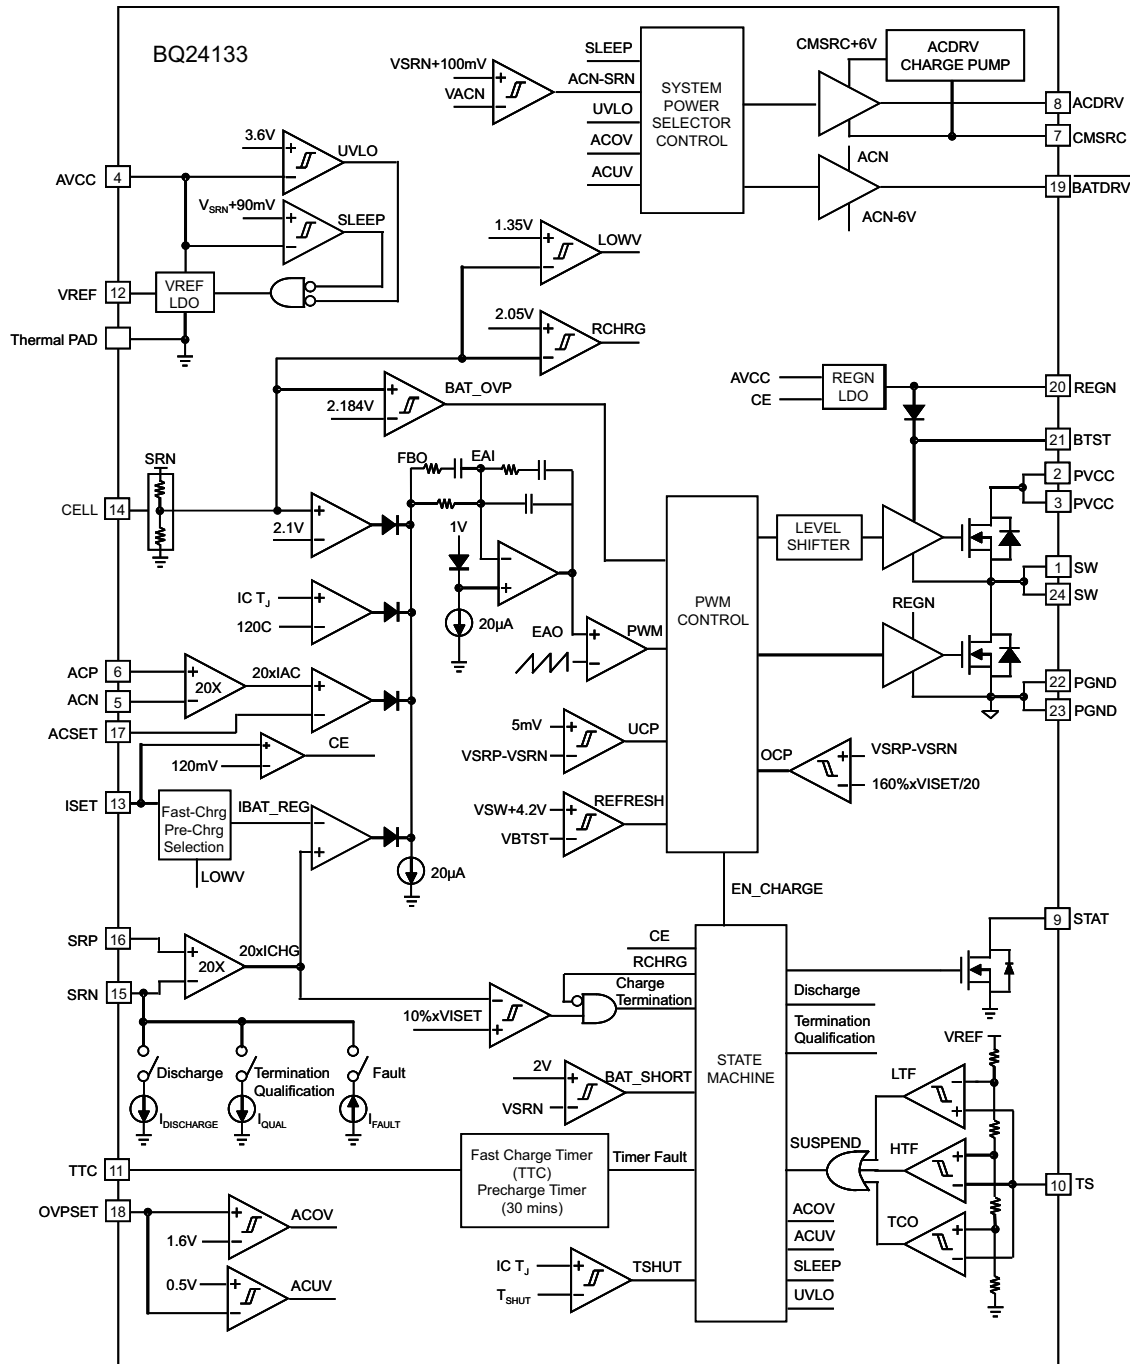 BQ24133
SLEEP
ACN-SRN
UVLO
ACOV
ACUV
VSRN+100mV
VACN
SYSTEM
POWER
SELECTOR
CONTROL
CMSRC+6V
ACDRV
CHARGE PUMP
8
ACDRV
7
CMSRC
ACN
ACN-6V
19
BATDRV
3.6V
UVLO
AVCC
4
VSRN+90mV
SLEEP
VREF
12
VREF
LDO
Thermal PAD
1.35V
LOWV
2.05V
RCHRG
BAT_OVP
2.184V
AVCC
CE
REGN
LDO
20
REGN
21
BTST
2
PVCC
3
PVCC
SRN
CELL
14
2.1V
FBO
EAI
1V
20µA
LEVEL
SHIFTER
1
SW
24
SW
REGN
22
PGND
23
PGND
IC TJ
120C
EAO
PWM
PWM
CONTROL
ACP
6
ACN
5
20X
20xIAC
ACSET
17
CE
120mV
ISET
13
Fast-Chrg
Pre-Chrg
Selection
IBAT_REG
LOWV
20µA
5mV
VSRP-VSRN
UCP
VSW+4.2V
VBTST
REFRESH
OCP
VSRP-VSRN
160%xVISET/20
EN_CHARGE
SRP
16
SRN
15
20X
20xICHG
10%xVISET
CE
RCHRG
Charge
Termination
STATE
MACHINE
Discharge
Termination
Qualification
9
STAT
Discharge
Termination
Qualification
Fault
IDISCHARGE
IQUAL
IFAULT
2V
VSRN
BAT_SHORT
VREF
LTF
HTF
TCO
SUSPEND
10
TS
TTC
11
Fast Charge Timer
(TTC)
Precharge Timer
(30 mins)
Timer Fault
OVPSET
18
1.6V
ACOV
0.5V
ACUV
IC TJ
TSHUT
TSHUT
ACOV
ACUV
SLEEP
UVLO